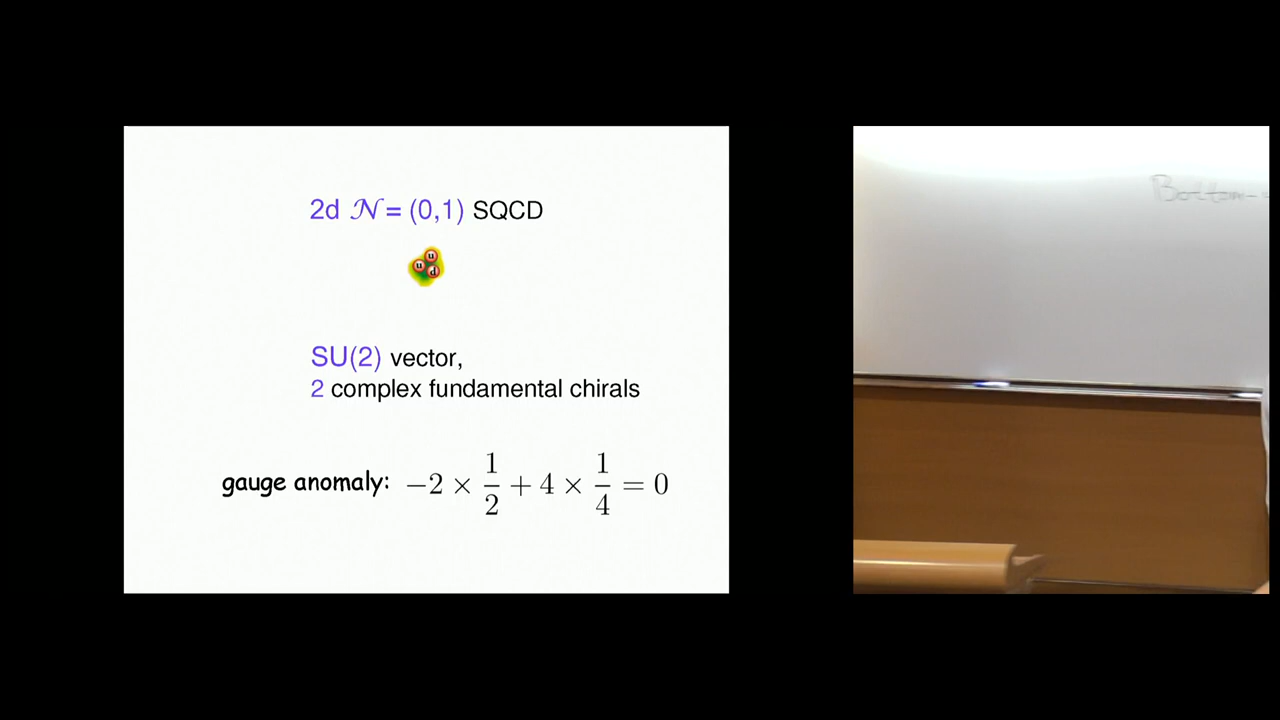 2d 𝒩 = (0,1) SQCD
u
u
d
SU(2) vector,
2 complex fundamental chirals
gauge anomaly: −2 × 1/2 + 4 × 1/4 = 0
Bottom-